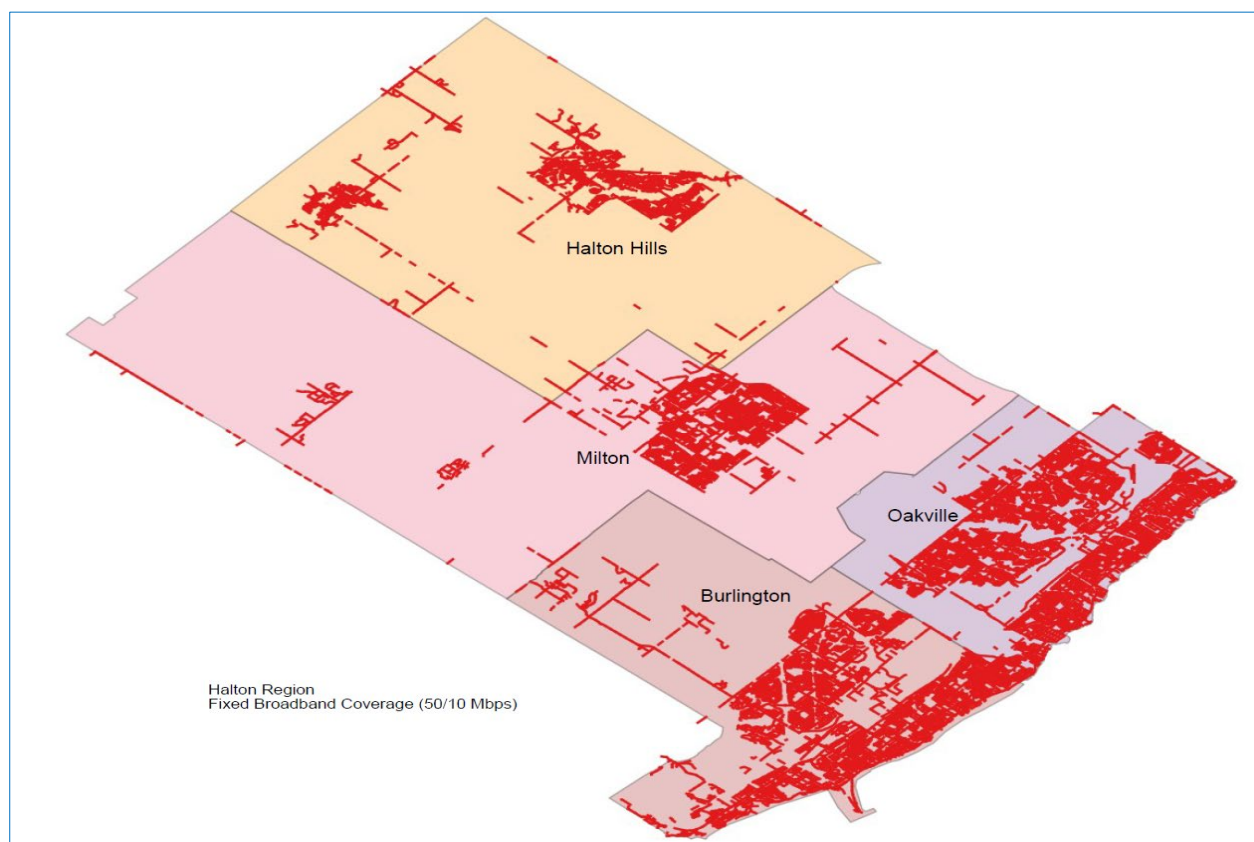 Halton Hills
Milton
Oakville
Burlington
Halton Region
Fixed Broadband Coverage (50/10 Mbps)